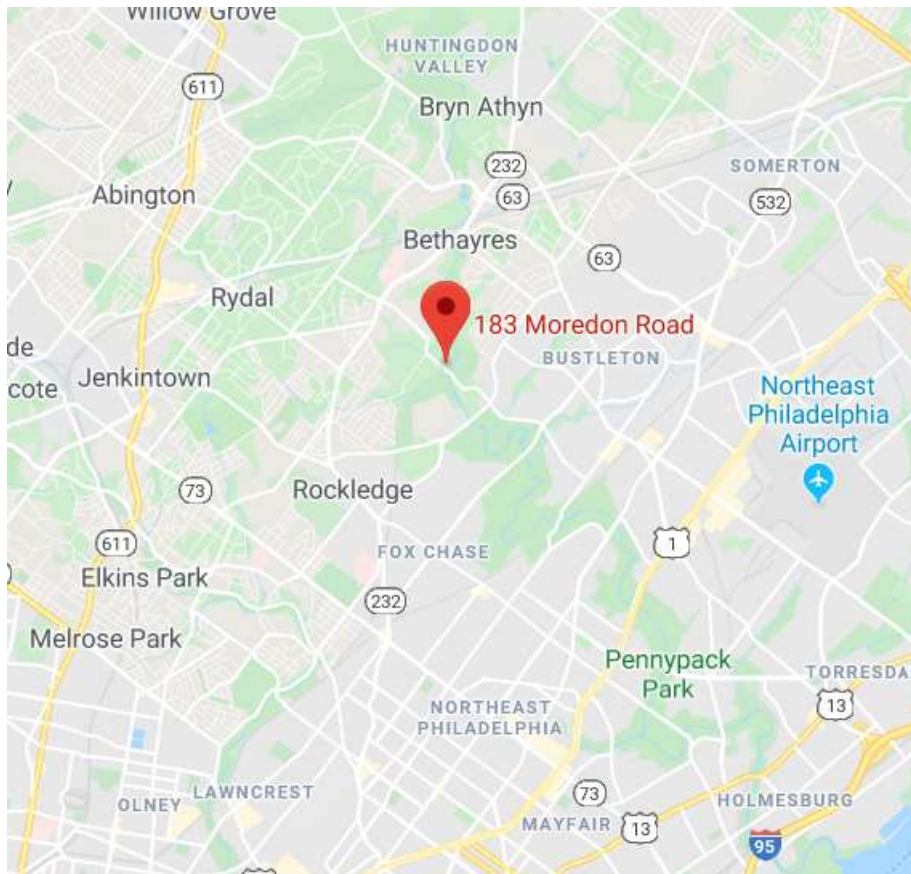 Willow Grove
HUNTINGDON
VALLEY
611
Bryn Athyn
232
SOMERTON
63
Abington
532
Bethayres
63
Rydal
183 Moredon Road
de
BUSTLETON
cote
Jenkintown
Northeast
Philadelphia
Airport
73
Rockledge
611
1
FOX CHASE
Elkins Park
232
Melrose Park
Pennypack
Park
TORRESDA
13
NORTHEAST
PHILADELPHIA
OLNEY
LAWNCREST
73
HOLMESBURG
MAYFAIR
13
95